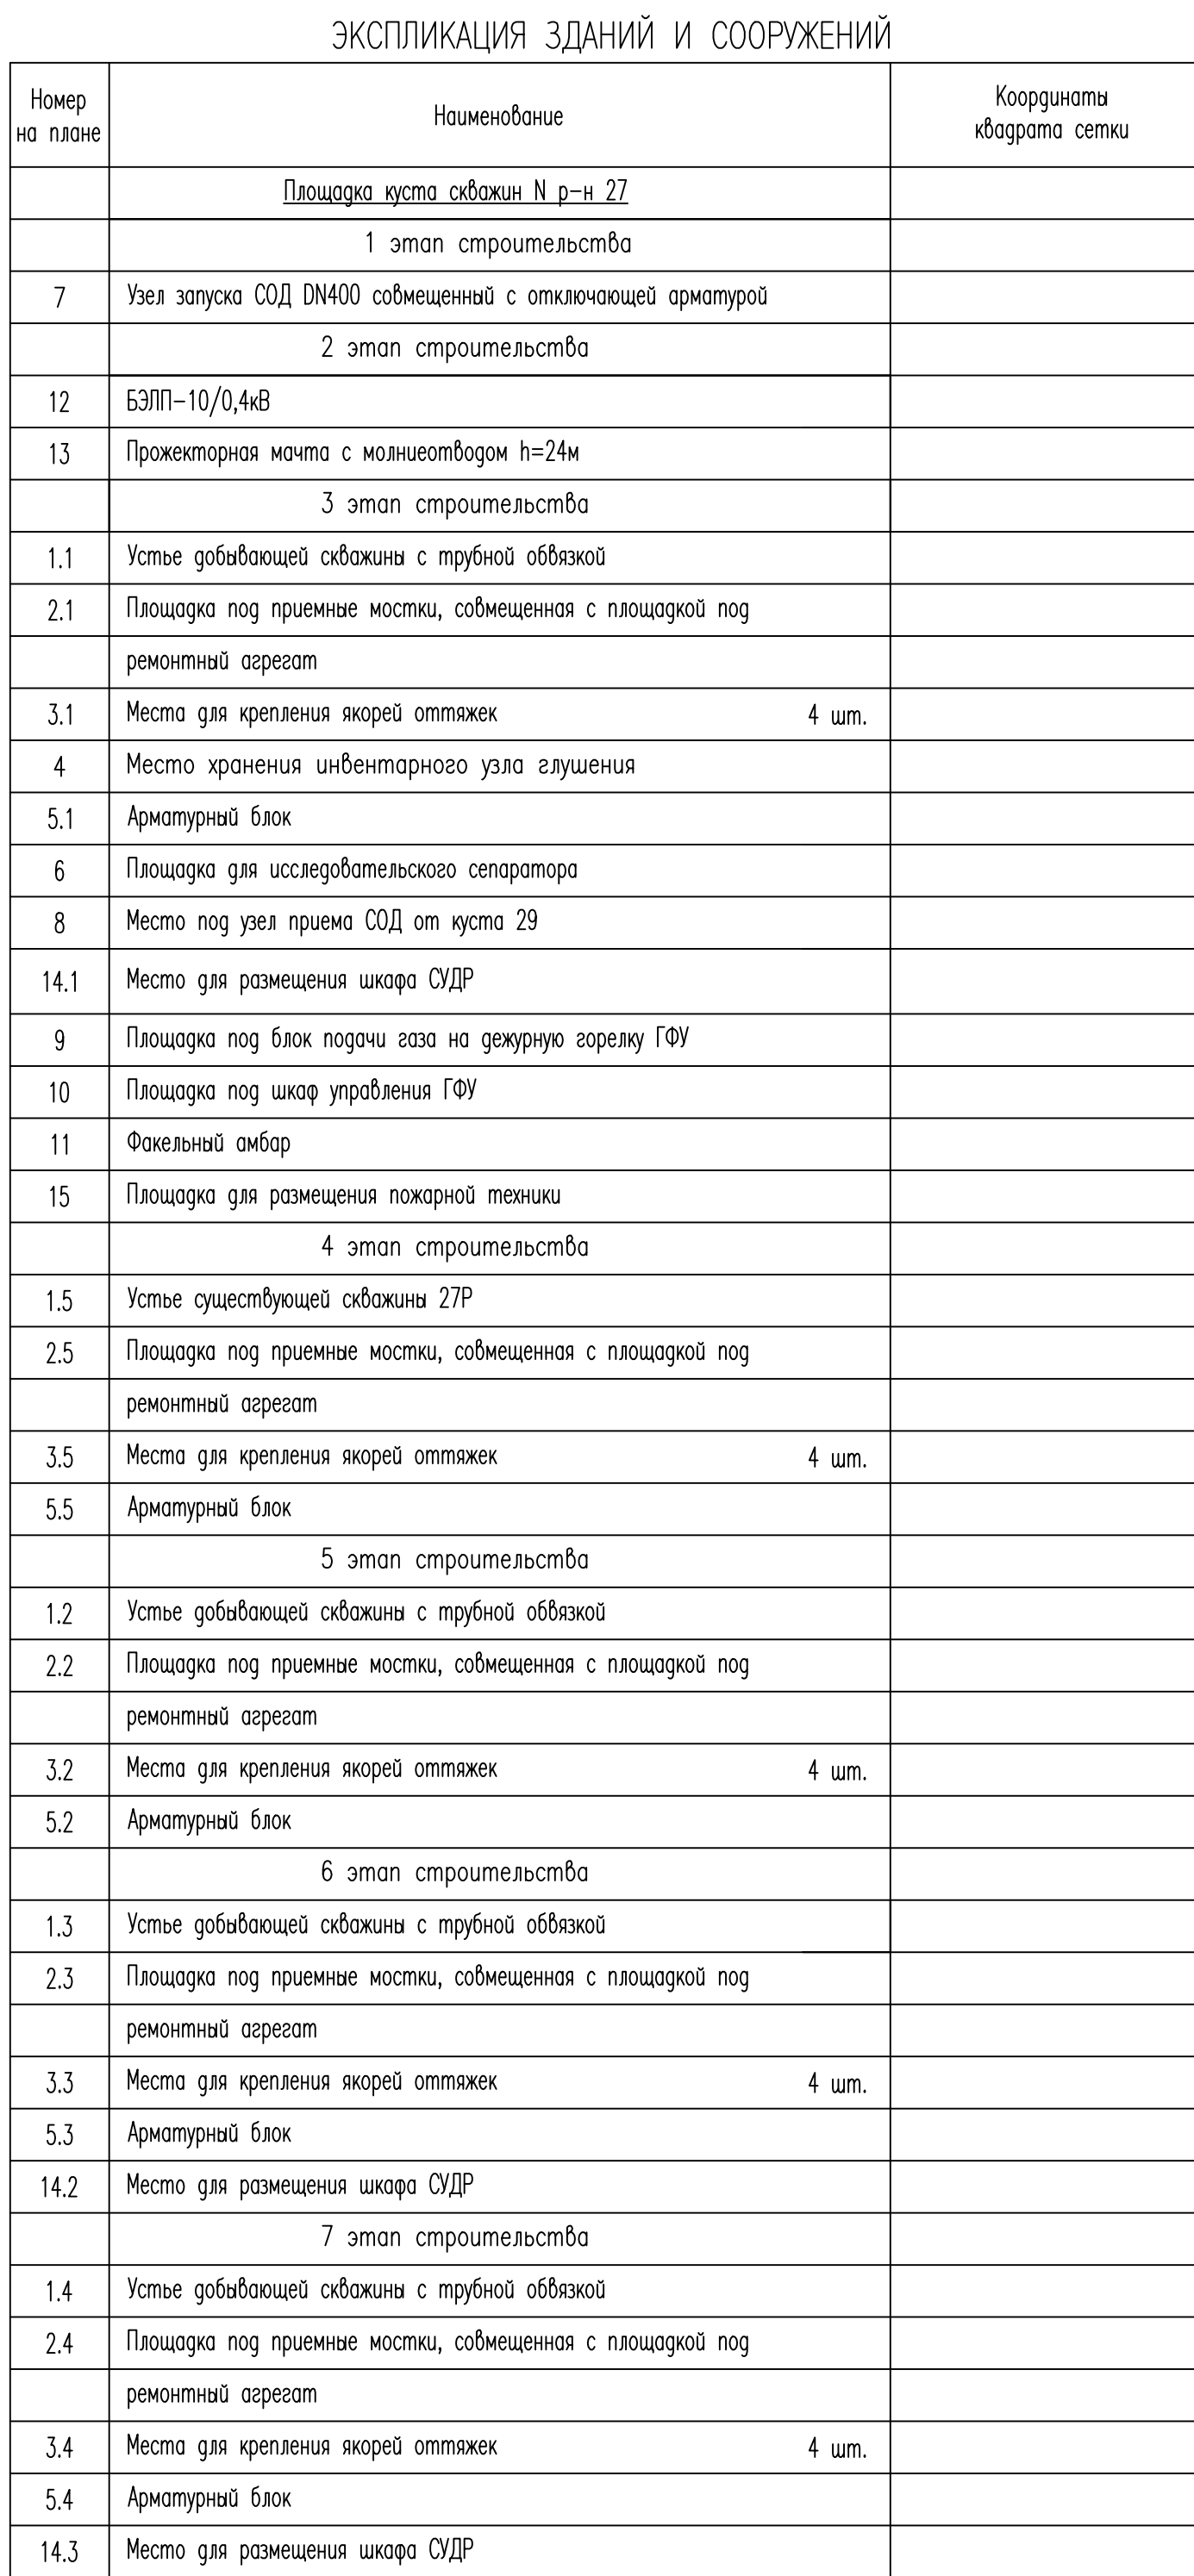 ЭКСПЛИКАЦИЯ ЗДАНИЙ И СООРУЖЕНИЙ
Номер на плане Наименование Координаты квадрата сетки
Площадка куста скважин N р-н 27
1 этап строительства
7 Узел запуска СОД DN400 совмещенный с отключающей арматурой
2 этап строительства
12 БЭЛП-10/0,4кВ
13 Прожекторная мачта с молниеотводом h=24м
3 этап строительства
1.1 Устье добывающей скважины с трубной обвязкой
2.1 Площадка под приемные мостки, совмещенная с площадкой под
ремонтный агрегат
3.1 Места для крепления якорей оттяжек 4 шт.
4 Место хранения инвентарного узла глушения
5.1 Арматурный блок
6 Площадка для исследовательского сепаратора
8 Место под узел приема СОД от куста 29
14.1 Место для размещения шкафа СУДР
9 Площадка под блок подачи газа на дежурную горелку ГФУ
10 Площадка под шкаф управления ГФУ
11 Факельный амбар
15 Площадка для размещения пожарной техники
4 этап строительства
1.5 Устье существующей скважины 27Р
2.5 Площадка под приемные мостки, совмещенная с площадкой под
ремонтный агрегат
3.5 Места для крепления якорей оттяжек 4 шт.
5.5 Арматурный блок
5 этап строительства
1.2 Устье добывающей скважины с трубной обвязкой
2.2 Площадка под приемные мостки, совмещенная с площадкой под
ремонтный агрегат
3.2 Места для крепления якорей оттяжек 4 шт.
5.2 Арматурный блок
6 этап строительства
1.3 Устье добывающей скважины с трубной обвязкой
2.3 Площадка под приемные мостки, совмещенная с площадкой под
ремонтный агрегат
3.3 Места для крепления якорей оттяжек 4 шт.
5.3 Арматурный блок
14.2 Место для размещения шкафа СУДР
7 этап строительства
1.4 Устье добывающей скважины с трубной обвязкой
2.4 Площадка под приемные мостки, совмещенная с площадкой под
ремонтный агрегат
3.4 Места для крепления якорей оттяжек 4 шт.
5.4 Арматурный блок
14.3 Место для размещения шкафа СУДР